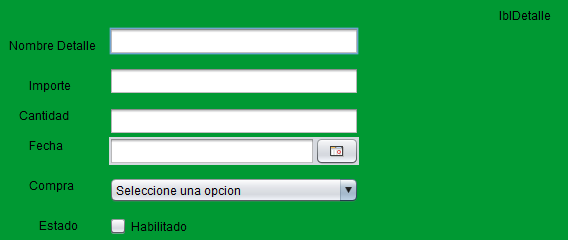 lblDetalle
Nombre Detalle
Importe
Cantidad
Fecha
Compra Seleccione una opcion
Estado Habilitado